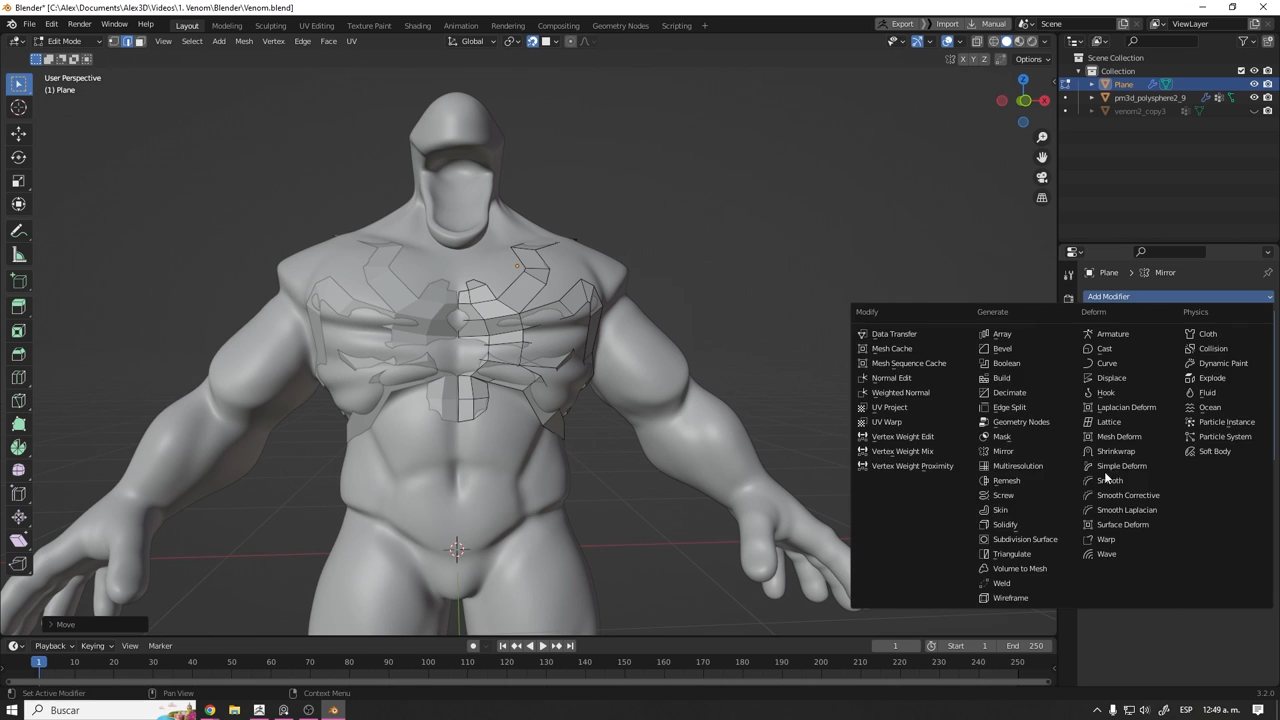 Blender* [C:\Alex\Documents\Alex3D\Videos\1. Venom\Blender\Venom.blend]
File Edit Render Window Help Layout Modeling Sculpting UV Editing Texture Paint Shading Animation Rendering Compositing Geometry Nodes Scripting + Export Import Manual Scene ViewLayer
Edit Mode View Select Add Mesh Vertex Edge Face UV Global
X Y Z Options
User Perspective
(1) Plane
Z
X
Scene Collection
Collection
Plane
pm3d_polysphere2_9
venom2_copy3
Plane > Mirror
Add Modifier
Modify
Data Transfer
Mesh Cache
Mesh Sequence Cache
Normal Edit
Weighted Normal
UV Project
UV Warp
Vertex Weight Edit
Vertex Weight Mix
Vertex Weight Proximity
Generate
Array
Bevel
Boolean
Build
Decimate
Edge Split
Geometry Nodes
Mask
Mirror
Multiresolution
Remesh
Screw
Skin
Solidify
Subdivision Surface
Triangulate
Volume to Mesh
Weld
Wireframe
Deform
Armature
Cast
Curve
Displace
Hook
Laplacian Deform
Lattice
Mesh Deform
Shrinkwrap
Simple Deform
Smooth
Smooth Corrective
Smooth Laplacian
Surface Deform
Warp
Wave
Physics
Cloth
Collision
Dynamic Paint
Explode
Fluid
Ocean
Particle Instance
Particle System
Soft Body
> Move
Playback Keying View Marker 1 Start 1 End 250
1 10 20 30 40 50 60 70 80 90 100 110 120 130 140 150 160 170 180 190 200 210 220 230 240 250
Set Active Modifier Pan View Context Menu 3.2.0
Buscar ESP 12:49 a. m.